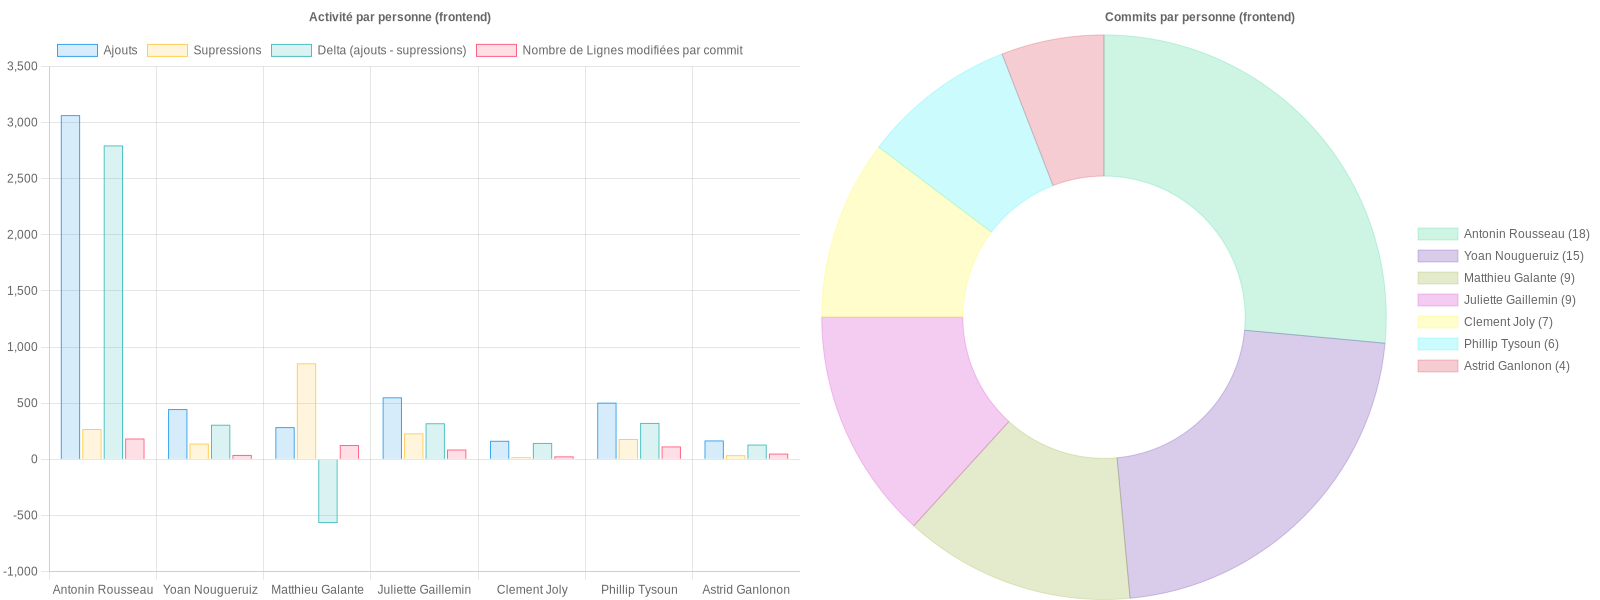 Activité par personne (frontend)
Ajouts
Supressions
Delta (ajouts - supressions)
Nombre de Lignes modifiées par commit
3,500
3,000
2,500
2,000
1,500
1,000
500
0
-500
-1,000
Antonin Rousseau
Yoan Nougueruiz
Matthieu Galante
Juliette Gaillemin
Clement Joly
Phillip Tysoun
Astrid Ganlonon
Commits par personne (frontend)
Antonin Rousseau (18)
Yoan Nougueruiz (15)
Matthieu Galante (9)
Juliette Gaillemin (9)
Clement Joly (7)
Phillip Tysoun (6)
Astrid Ganlonon (4)